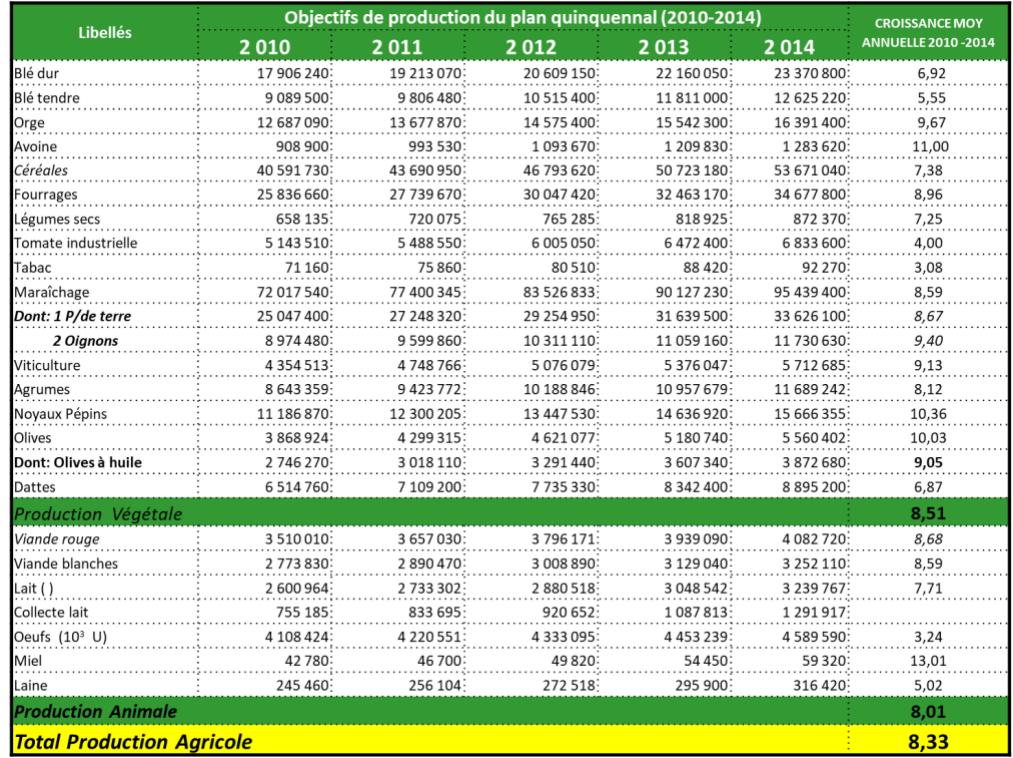 Libellés Objectifs de production du plan quinquennal (2010-2014) CROISSANCE MOY
ANNUELLE 2010 -2014
2 010 2 011 2 012 2 013 2 014
Blé dur 17 906 240 19 213 070 20 609 150 22 160 050 23 370 800 6,92
Blé tendre 9 089 500 9 806 480 10 515 400 11 811 000 12 625 220 5,55
Orge 12 687 090 13 677 870 14 575 400 15 542 300 16 391 400 9,67
Avoine 908 900 993 530 1 093 670 1 209 830 1 283 620 11,00
Céréales 40 591 730 43 690 950 46 793 620 50 723 180 53 671 040 7,38
Fourrages 25 836 660 27 739 670 30 047 420 32 463 170 34 677 800 8,96
Légumes secs 658 135 720 075 765 285 818 925 872 370 7,25
Tomate industrielle 5 143 510 5 488 550 6 005 050 6 472 400 6 833 600 4,00
Tabac 71 160 75 860 80 510 88 420 92 270 3,08
Maraîchage 72 017 540 77 400 345 83 526 833 90 127 230 95 439 400 8,59
Dont: 1 P/de terre 25 047 400 27 248 320 29 254 950 31 639 500 33 626 100 8,67
2 Oignons 8 974 480 9 599 860 10 311 110 11 059 160 11 730 630 9,40
Viticulture 4 354 513 4 748 766 5 076 079 5 376 047 5 712 685 9,13
Agrumes 8 643 359 9 423 772 10 188 846 10 957 679 11 689 242 8,12
Noyaux Pépins 11 186 870 12 300 205 13 447 530 14 636 920 15 666 355 10,36
Olives 3 868 924 4 299 315 4 621 077 5 180 740 5 560 402 10,03
Dont: Olives à huile 2 746 270 3 018 110 3 291 440 3 607 340 3 872 680 9,05
Dattes 6 514 760 7 109 200 7 735 330 8 342 400 8 895 200 6,87
Production Végétale 8,51
Viande rouge 3 510 010 3 657 030 3 796 171 3 939 090 4 082 720 8,68
Viande blanches 2 773 830 2 890 470 3 008 890 3 129 040 3 252 110 8,59
Lait ( ) 2 600 964 2 733 302 2 880 518 3 048 542 3 239 767 7,71
Collecte lait 755 185 833 695 920 652 1 087 813 1 291 917
Oeufs (10³ U) 4 108 424 4 220 551 4 333 095 4 453 239 4 589 590 3,24
Miel 42 780 46 700 49 820 54 450 59 320 13,01
Laine 245 460 256 104 272 518 295 900 316 420 5,02
Production Animale 8,01
Total Production Agricole 8,33